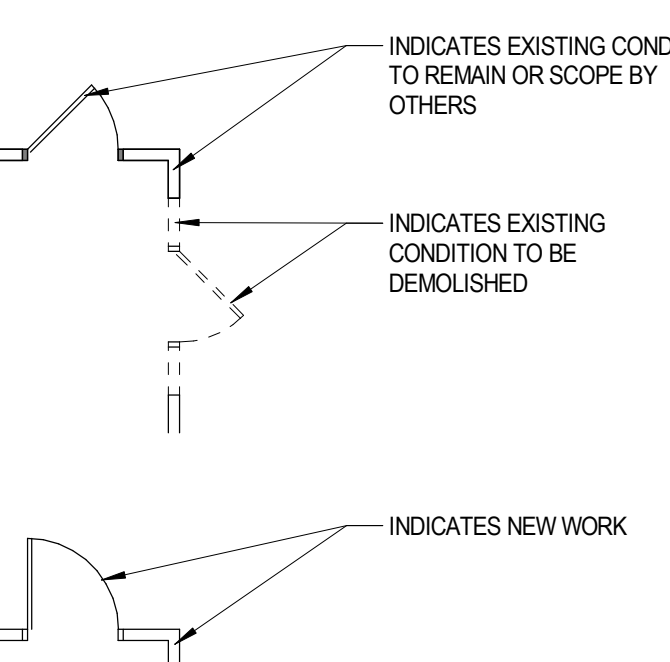 INDICATES EXISTING COND
TO REMAIN OR SCOPE BY
OTHERS
INDICATES EXISTING
CONDITION TO BE
DEMOLISHED
INDICATES NEW WORK